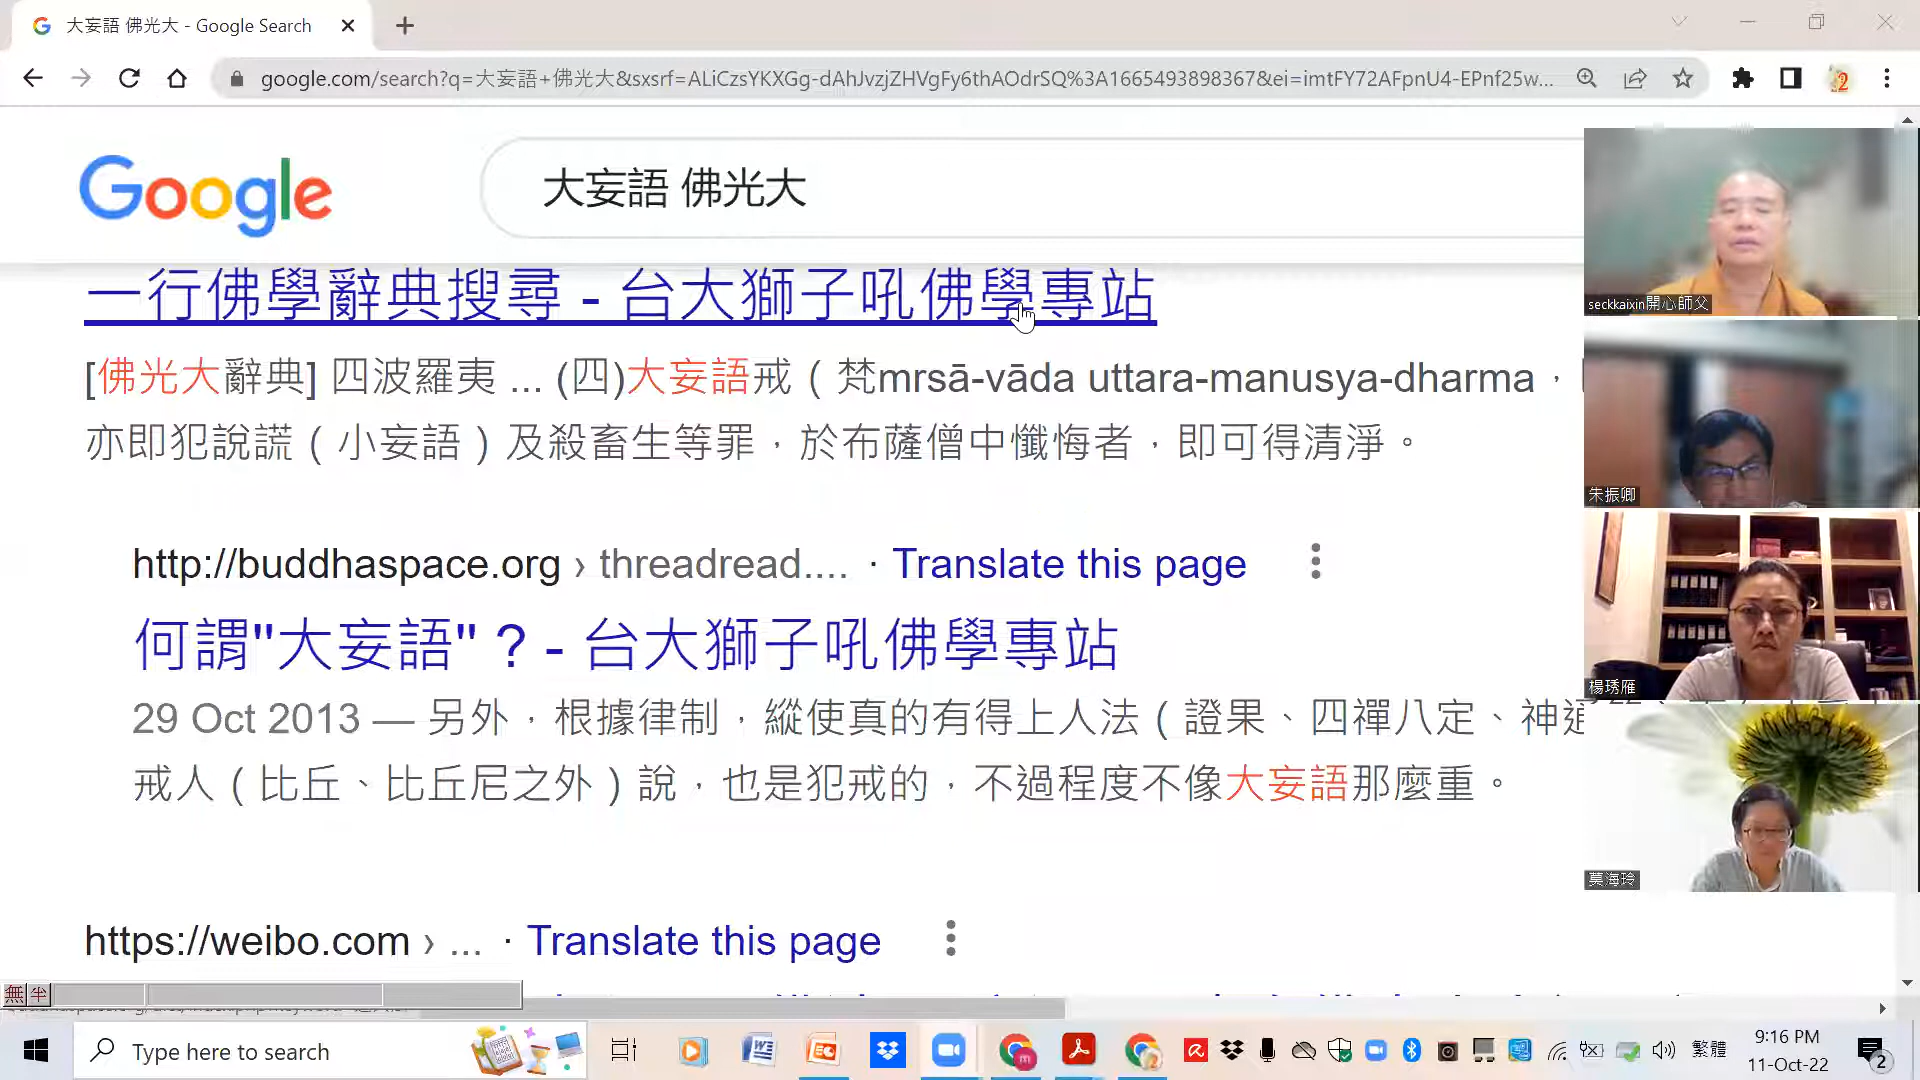 大妄語 佛光大 - Google Search
google.com/search?q=大妄語+佛光大&sxsrf=ALiCzsYKXGg-dAhJvzjZHVgFy6thAOdrSQ%3A1665493898367&ei=imtFY72AFpnU4-EPnf25w...
Google
大妄語 佛光大
一行佛學辭典搜尋 - 台大獅子吼佛學專站
[佛光大辭典] 四波羅夷 ... (四)大妄語戒（梵mrsā-vāda uttara-manusya-dharma，
亦即犯說謊（小妄語）及殺畜生等罪，於布薩僧中懺悔者，即可得清淨。
http://buddhaspace.org › threadread.... · Translate this page
何謂"大妄語"？- 台大獅子吼佛學專站
29 Oct 2013 — 另外，根據律制，縱使真的有得上人法（證果、四禪八定、神通
戒人（比丘、比丘尼之外）說，也是犯戒的，不過程度不像大妄語那麼重。
https://weibo.com › ... · Translate this page
seckkaixin開心師父
朱振卿
楊琇雁
莫海玲
無 半
Type here to search
繁體
9:16 PM
11-Oct-22
2